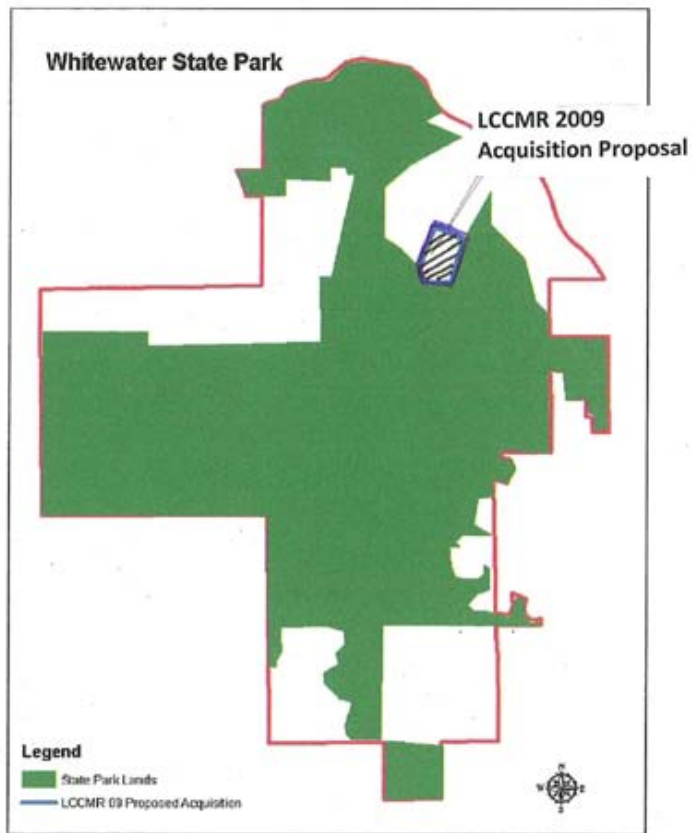 Whitewater State Park
LCCMR 2009
Acquisition Proposal
Legend
State Park Lands
LCCMR 09 Proposed Acquisition
N
W E
S